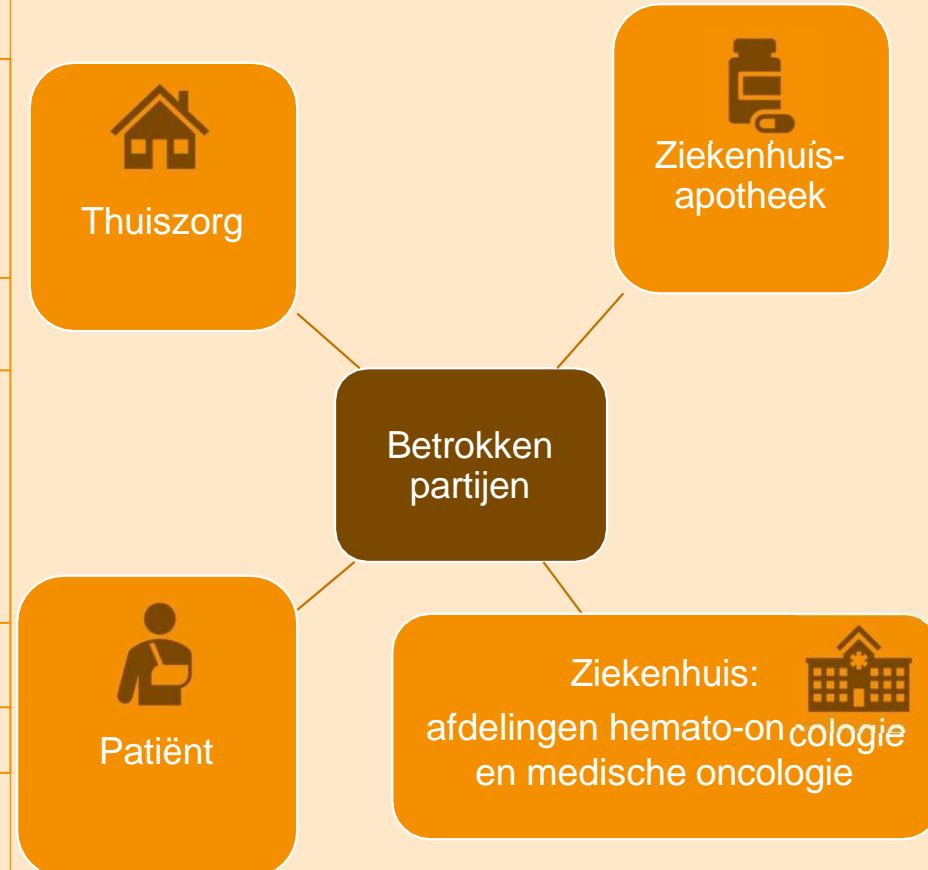 Thuiszorg
Ziekenhuis-
apotheek
Betrokken
partijen
Patiënt
Ziekenhuis:
afdelingen hemato-oncologie
en medische oncologie